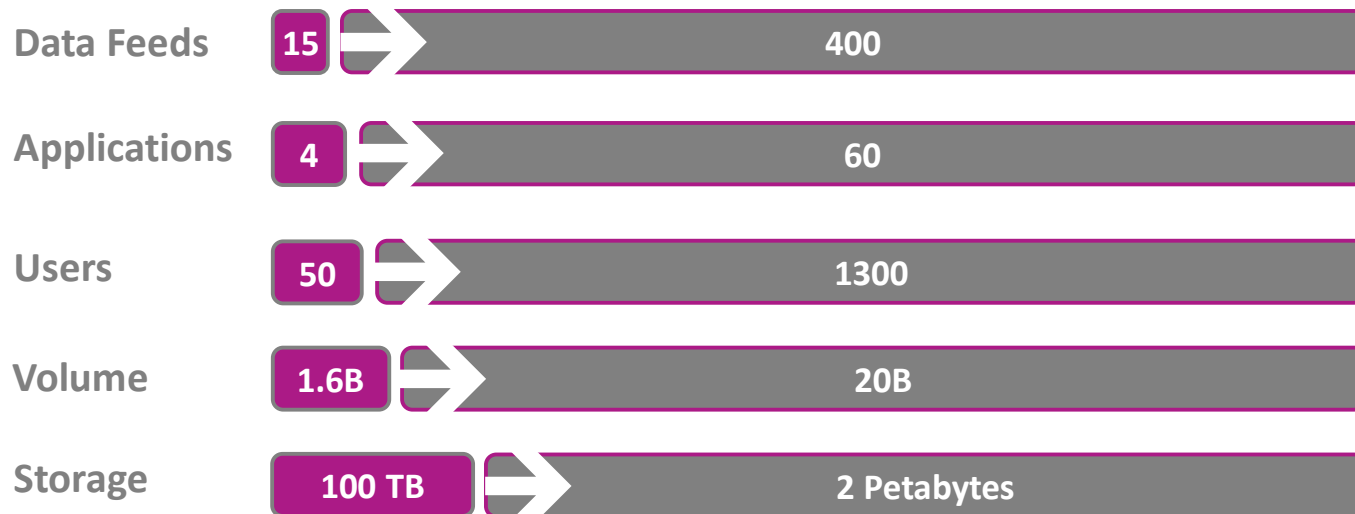 Data Feeds 15 400
Applications 4 60
Users 50 1300
Volume 1.6B 20B
Storage 100 TB 2 Petabytes